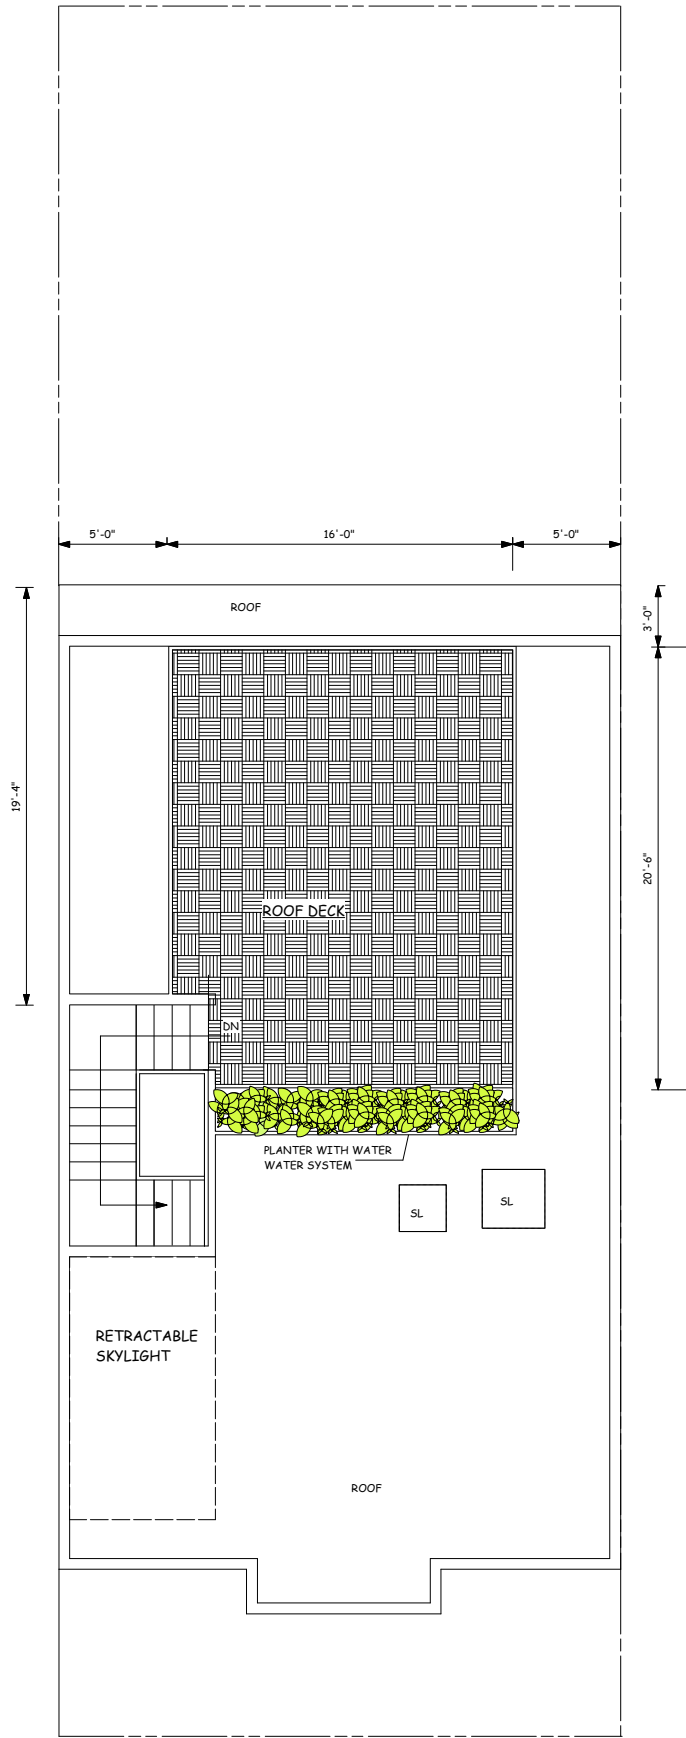 5'-0" 16'-0" 5'-0"
ROOF
3'-0"
19'-4"
20'-6"
ROOF DECK
DN
PLANTER WITH WATER
WATER SYSTEM
SL
SL
RETRACTABLE
SKYLIGHT
ROOF